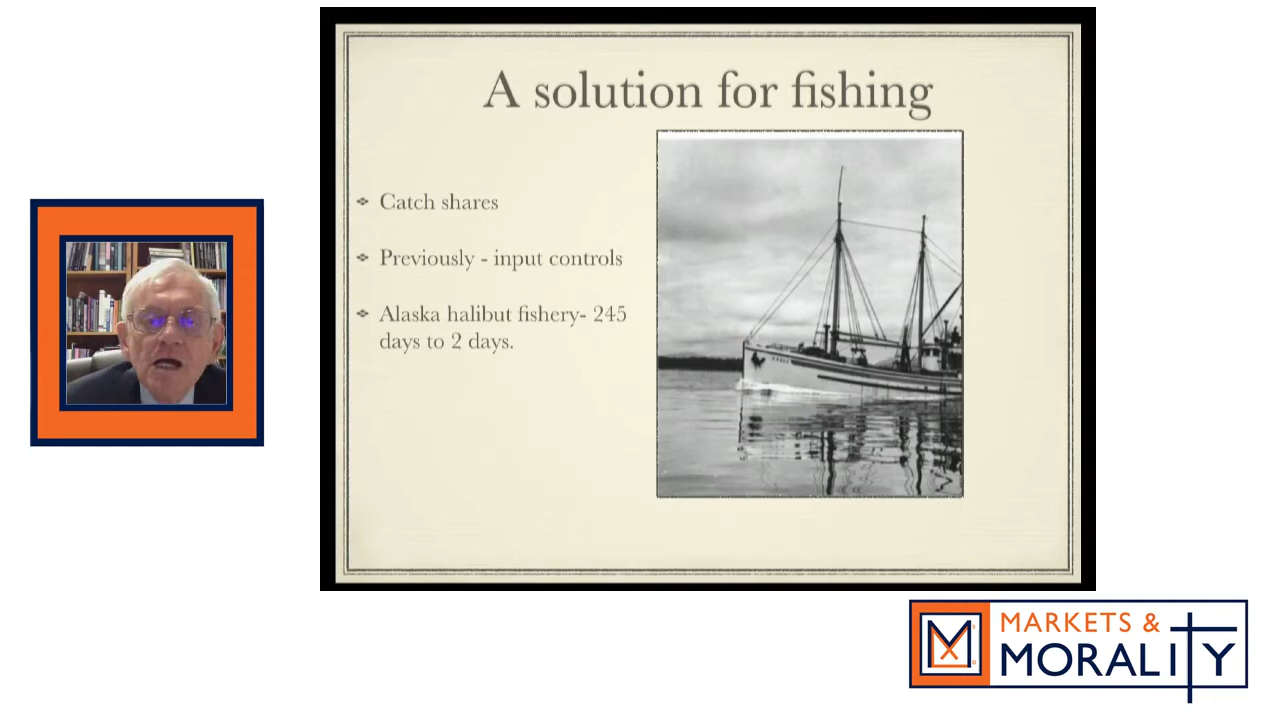 A solution for fishing
Catch shares
Previously - input controls
Alaska halibut fishery- 245
days to 2 days.
MARKETS &
MORALITY